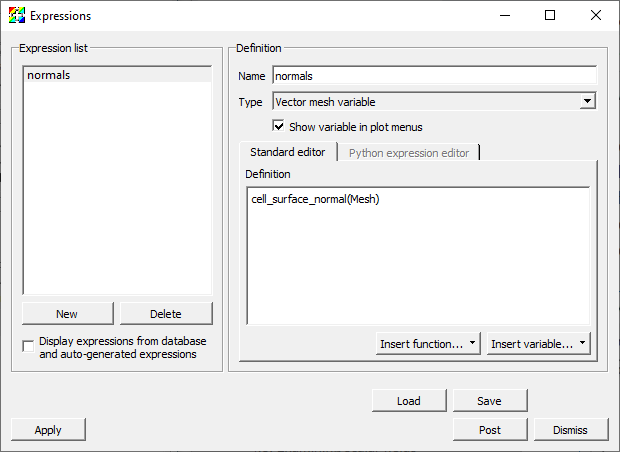 Expressions
Expression list
normals
New
Delete
Display expressions from database
and auto-generated expressions
Definition
Name
normals
Type
Vector mesh variable
Show variable in plot menus
Standard editor
Python expression editor
Definition
cell_surface_normal(Mesh)
Insert function...
Insert variable...
Load
Save
Apply
Post
Dismiss